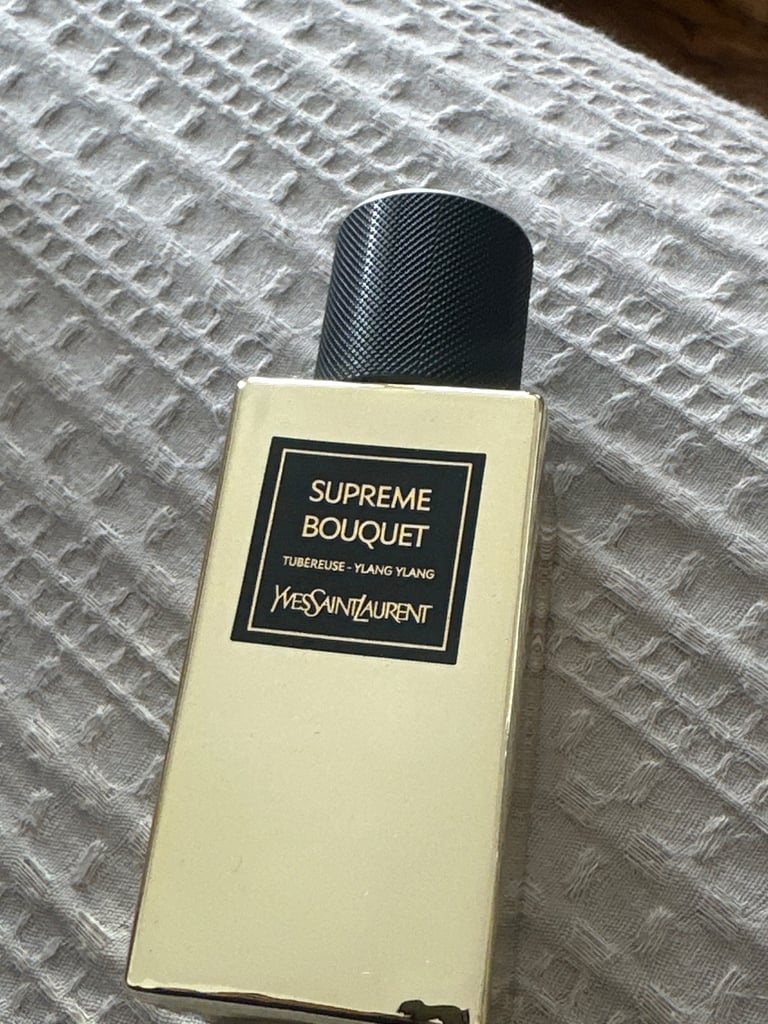 SUPREME
BOUQUET
TUBÉREUSE - YLANG YLANG
YVESSAINTLAURENT